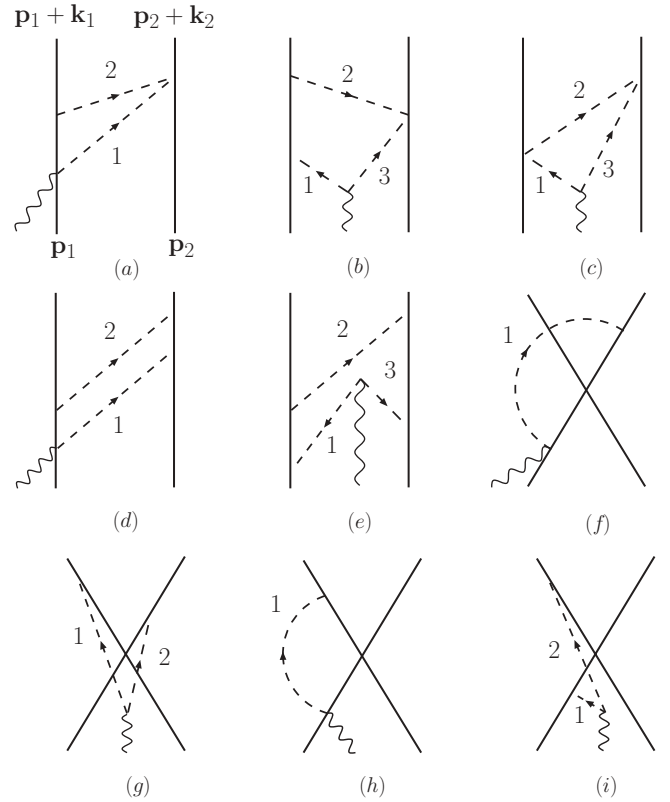 p₁ + k₁ p₂ + k₂
2
1
p₁ p₂
(a)
2
1
3
(b)
2
1
3
(c)
2
1
(d)
2
3
1
(e)
1
(f)
1
2
(g)
1
(h)
2
1
(i)